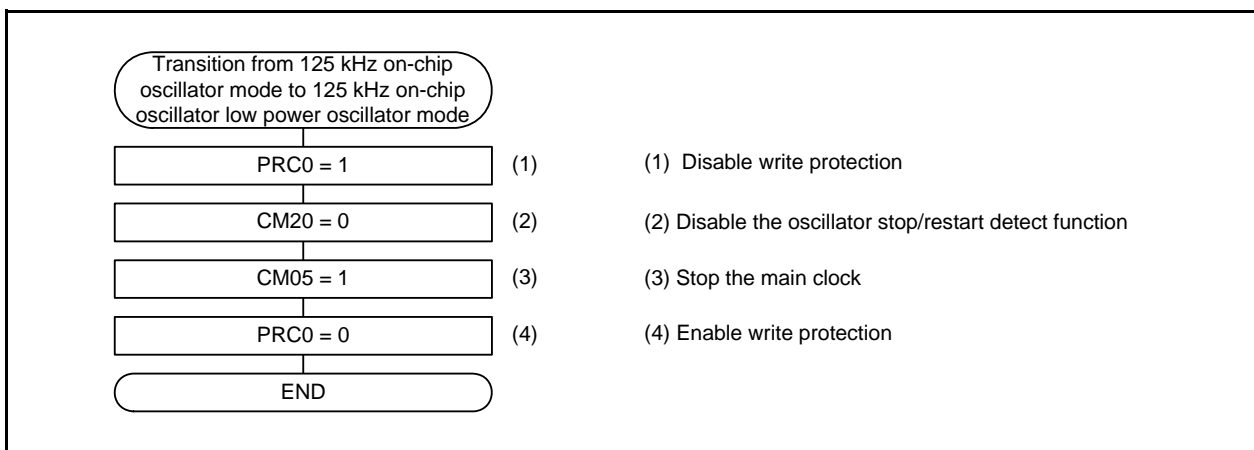 Transition from 125 kHz on-chip
oscillator mode to 125 kHz on-chip
oscillator low power oscillator mode
PRC0 = 1
(1)
(1) Disable write protection
CM20 = 0
(2)
(2) Disable the oscillator stop/restart detect function
CM05 = 1
(3)
(3) Stop the main clock
PRC0 = 0
(4)
(4) Enable write protection
END